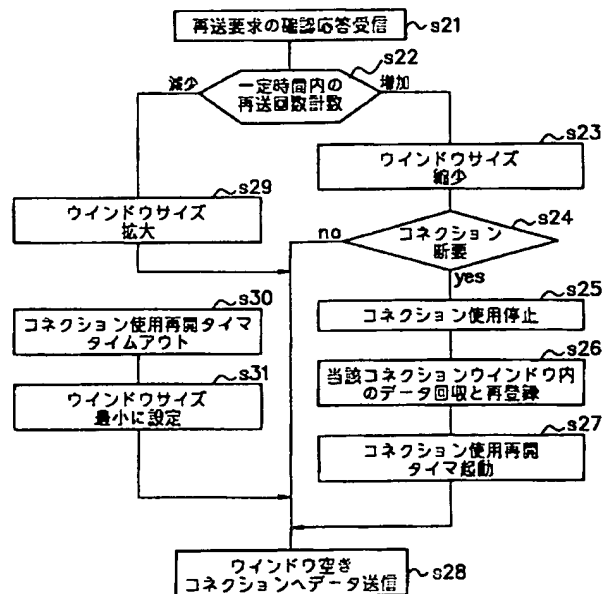 再送要求の確認応答受信
s21
s22
減少
一定時間内の
再送回数計数
増加
s23
ウインドウサイズ
縮少
s29
ウインドウサイズ
拡大
s24
no
コネクション
断要
yes
s25
コネクション使用停止
s30
コネクション使用再開タイマ
タイムアウト
s26
当該コネクションウインドウ内
のデータ回収と再登録
s31
ウインドウサイズ
最小に設定
s27
コネクション使用再開
タイマ起動
ウインドウ空き
コネクションへデータ送信
s28